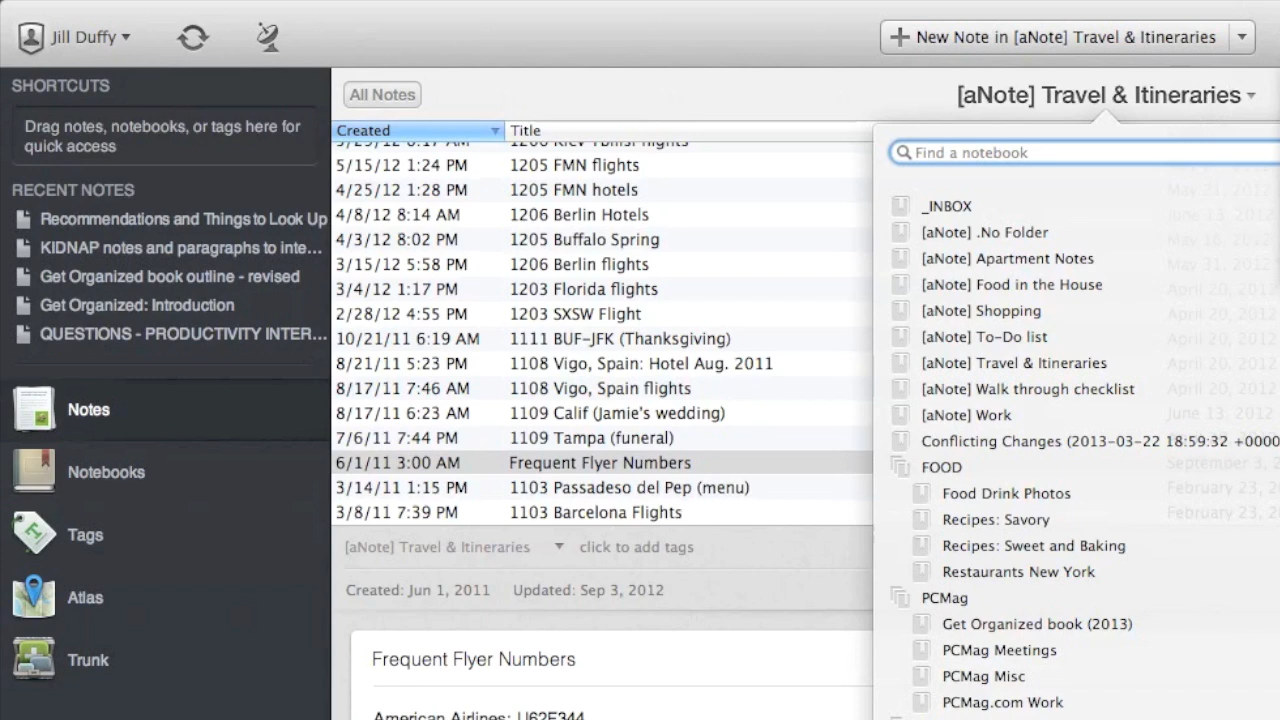 Jill Duffy
New Note in [aNote] Travel & Itineraries
SHORTCUTS
Drag notes, notebooks, or tags here for
quick access
RECENT NOTES
Recommendations and Things to Look Up
KIDNAP notes and paragraphs to inte...
Get Organized book outline - revised
Get Organized: Introduction
QUESTIONS - PRODUCTIVITY INTER...
Notes
Notebooks
Tags
Atlas
Trunk
All Notes
[aNote] Travel & Itineraries
Created Title
5/15/12 1:24 PM 1205 FMN flights
4/25/12 1:28 PM 1205 FMN hotels
4/8/12 8:14 AM 1206 Berlin Hotels
4/3/12 8:02 PM 1205 Buffalo Spring
3/15/12 5:58 PM 1206 Berlin flights
3/4/12 1:17 PM 1203 Florida flights
2/28/12 4:55 PM 1203 SXSW Flight
10/21/11 6:19 AM 1111 BUF-JFK (Thanksgiving)
8/21/11 5:23 PM 1108 Vigo, Spain: Hotel Aug. 2011
8/17/11 7:46 AM 1108 Vigo, Spain flights
8/17/11 6:23 AM 1109 Calif (Jamie's wedding)
7/6/11 7:44 PM 1109 Tampa (funeral)
6/1/11 3:00 AM Frequent Flyer Numbers
3/14/11 1:15 PM 1103 Passadeso del Pep (menu)
3/8/11 7:39 PM 1103 Barcelona Flights
[aNote] Travel & Itineraries click to add tags
Created: Jun 1, 2011 Updated: Sep 3, 2012
Frequent Flyer Numbers
American Airlines: U62F344
Find a notebook
_INBOX
[aNote] .No Folder
[aNote] Apartment Notes
[aNote] Food in the House
[aNote] Shopping
[aNote] To-Do list
[aNote] Travel & Itineraries
[aNote] Walk through checklist
[aNote] Work
Conflicting Changes (2013-03-22 18:59:32 +0000
FOOD
Food Drink Photos
Recipes: Savory
Recipes: Sweet and Baking
Restaurants New York
PCMag
Get Organized book (2013)
PCMag Meetings
PCMag Misc
PCMag.com Work